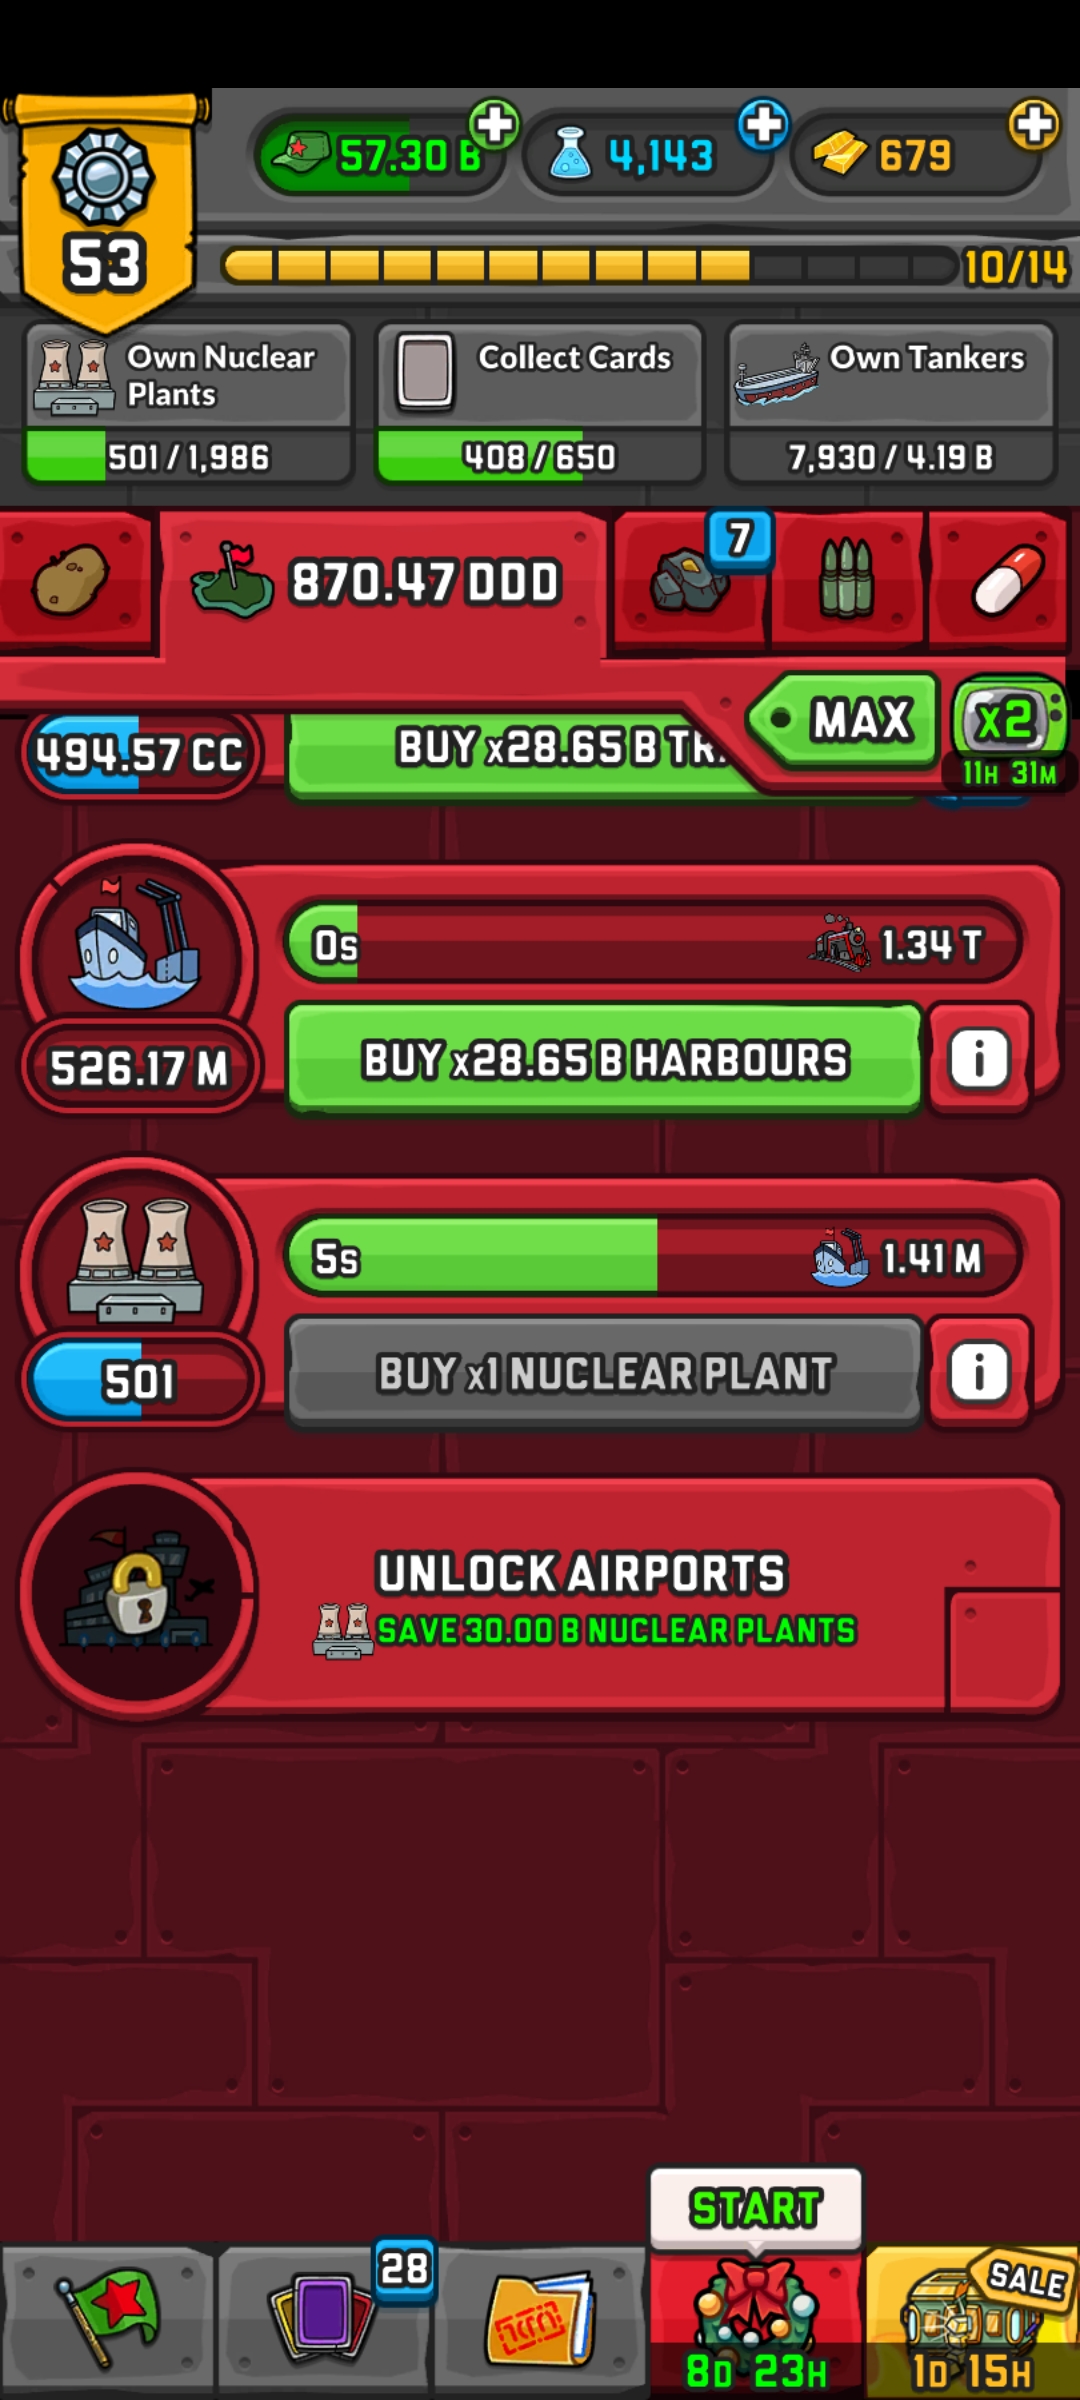 57.30 B
4,143
679
53
10/14
Own Nuclear Plants
Collect Cards
Own Tankers
501 / 1,986
408 / 650
7,930 / 4.19 B
870.47 DDD
7
MAX
x2
11H 31M
494.57 CC
BUY x28.65 B
0s
1.34 T
526.17 M
BUY x28.65 B HARBOURS
i
5s
1.41 M
501
BUY x1 NUCLEAR PLANT
i
UNLOCK AIRPORTS
SAVE 30.00 B NUCLEAR PLANTS
START
28
SALE
8D 23H
1D 15H